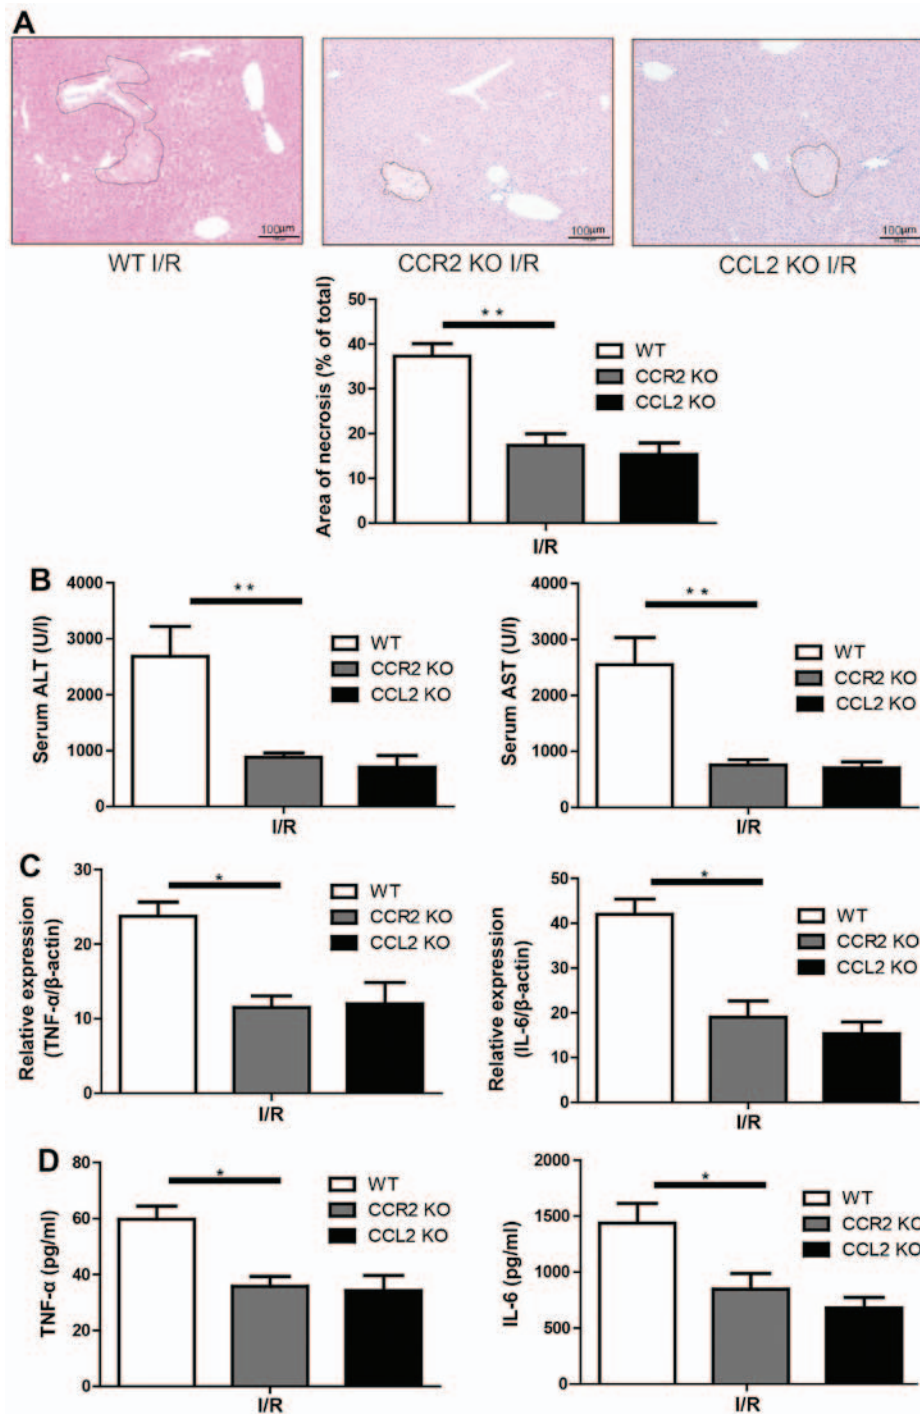 A
100μm
100μm
100μm
WT I/R
CCR2 KO I/R
CCL2 KO I/R
Area of necrosis (% of total)
50
40
30
20
10
0
* *
WT
CCR2 KO
CCL2 KO
I/R
B
Serum ALT (U/l)
4000
3000
2000
1000
0
* *
WT
CCR2 KO
CCL2 KO
I/R
Serum AST (U/l)
4000
3000
2000
1000
0
* *
WT
CCR2 KO
CCL2 KO
I/R
C
Relative expression
(TNF-α/β-actin)
30
20
10
0
*
WT
CCR2 KO
CCL2 KO
I/R
Relative expression
(IL-6/β-actin)
50
40
30
20
10
0
*
WT
CCR2 KO
CCL2 KO
I/R
D
TNF-α (pg/ml)
80
60
40
20
0
*
WT
CCR2 KO
CCL2 KO
I/R
IL-6 (pg/ml)
2000
1500
1000
500
0
*
WT
CCR2 KO
CCL2 KO
I/R